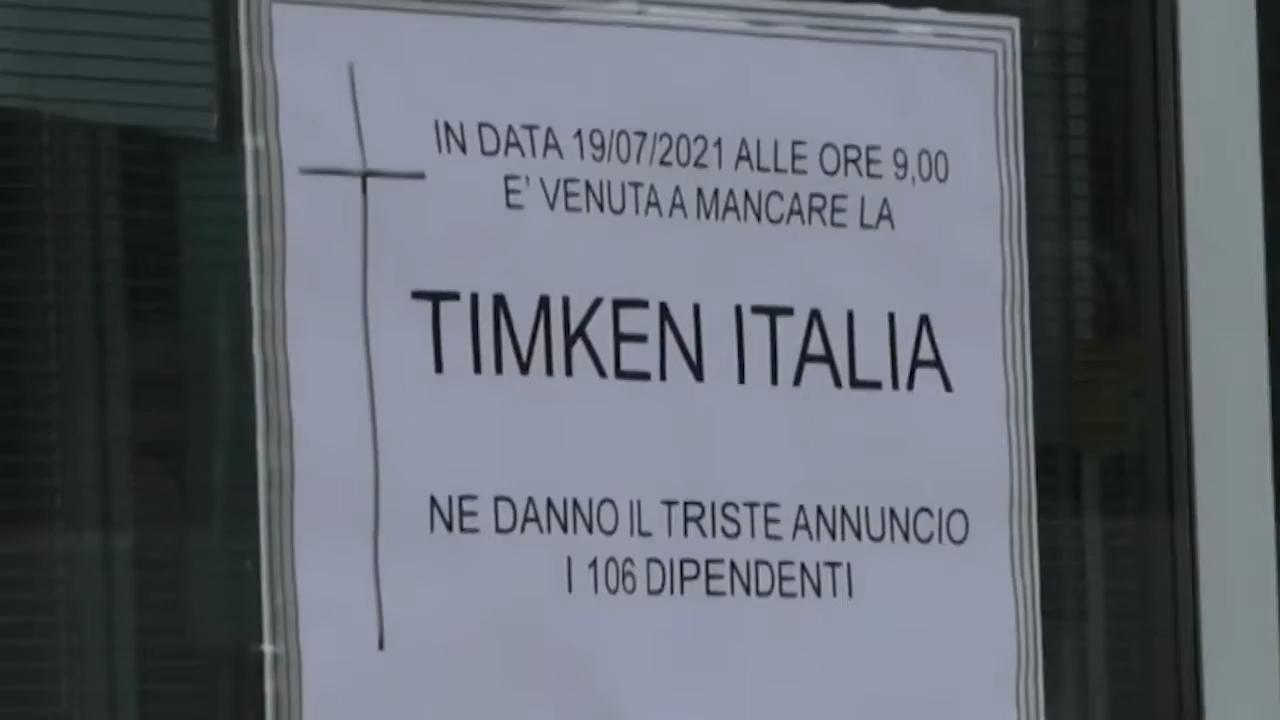 IN DATA 19/07/2021 ALLE ORE 9,00
E' VENUTA A MANCARE LA
TIMKEN ITALIA
NE DANNO IL TRISTE ANNUNCIO
I 106 DIPENDENTI